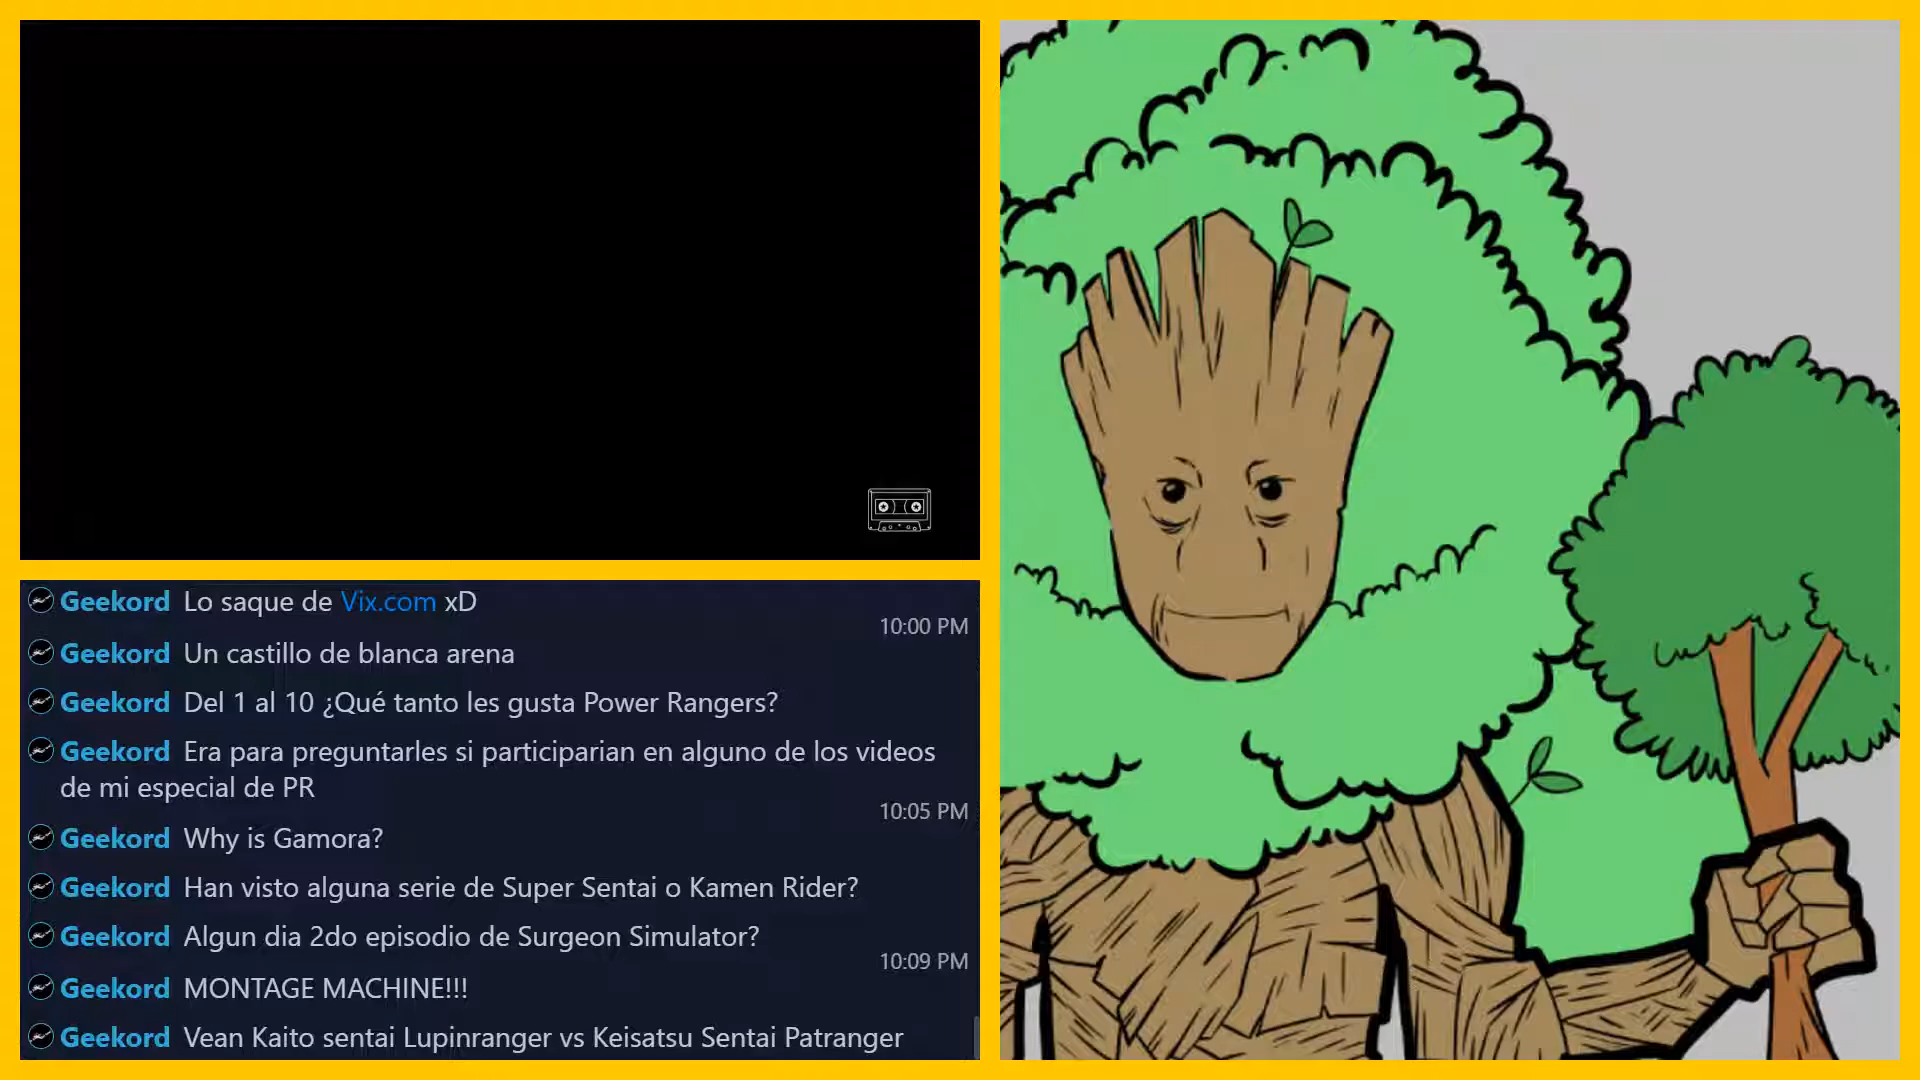 Geekord Lo saque de Vix.com xD
10:00 PM
Geekord Un castillo de blanca arena
Geekord Del 1 al 10 ¿Qué tanto les gusta Power Rangers?
Geekord Era para preguntarles si participarian en alguno de los videos
de mi especial de PR
10:05 PM
Geekord Why is Gamora?
Geekord Han visto alguna serie de Super Sentai o Kamen Rider?
Geekord Algun dia 2do episodio de Surgeon Simulator?
10:09 PM
Geekord MONTAGE MACHINE!!!
Geekord Vean Kaito sentai Lupinranger vs Keisatsu Sentai Patranger